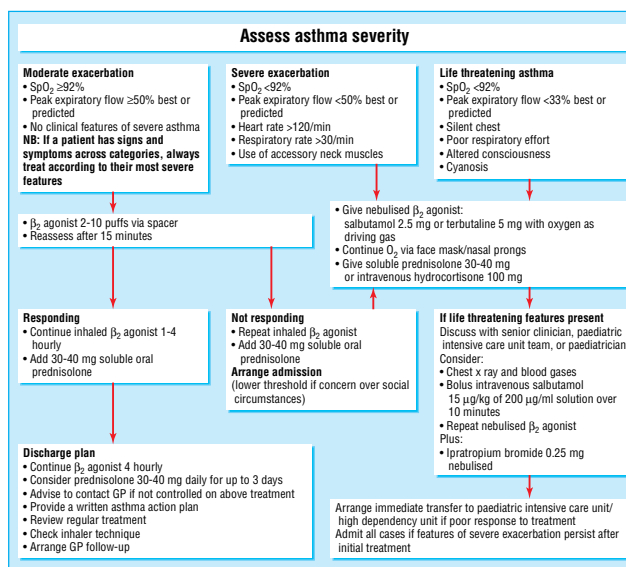 Assess asthma severity
Moderate exacerbation
• SpO₂ ≥92%
• Peak expiratory flow ≥50% best or
predicted
• No clinical features of severe asthma
NB: If a patient has signs and
symptoms across categories, always
treat according to their most severe
features
Severe exacerbation
• SpO₂ <92%
• Peak expiratory flow <50% best or
predicted
• Heart rate >120/min
• Respiratory rate >30/min
• Use of accessory neck muscles
Life threatening asthma
• SpO₂ <92%
• Peak expiratory flow <33% best or
predicted
• Silent chest
• Poor respiratory effort
• Altered consciousness
• Cyanosis
• β₂ agonist 2-10 puffs via spacer
• Reassess after 15 minutes
• Give nebulised β₂ agonist:
salbutamol 2.5 mg or terbutaline 5 mg with oxygen as
driving gas
• Continue O₂ via face mask/nasal prongs
• Give soluble prednisolone 30-40 mg
or intravenous hydrocortisone 100 mg
Responding
• Continue inhaled β₂ agonist 1-4
hourly
• Add 30-40 mg soluble oral
prednisolone
Not responding
• Repeat inhaled β₂ agonist
• Add 30-40 mg soluble oral
prednisolone
Arrange admission
(lower threshold if concern over social
circumstances)
If life threatening features present
Discuss with senior clinician, paediatric
intensive care unit team, or paediatrician
Consider:
• Chest x ray and blood gases
• Bolus intravenous salbutamol
15 μg/kg of 200 μg/ml solution over
10 minutes
• Repeat nebulised β₂ agonist
Plus:
• Ipratropium bromide 0.25 mg
nebulised
Discharge plan
• Continue β₂ agonist 4 hourly
• Consider prednisolone 30-40 mg daily for up to 3 days
• Advise to contact GP if not controlled on above treatment
• Provide a written asthma action plan
• Review regular treatment
• Check inhaler technique
• Arrange GP follow-up
Arrange immediate transfer to paediatric intensive care unit/
high dependency unit if poor response to treatment
Admit all cases if features of severe exacerbation persist after
initial treatment